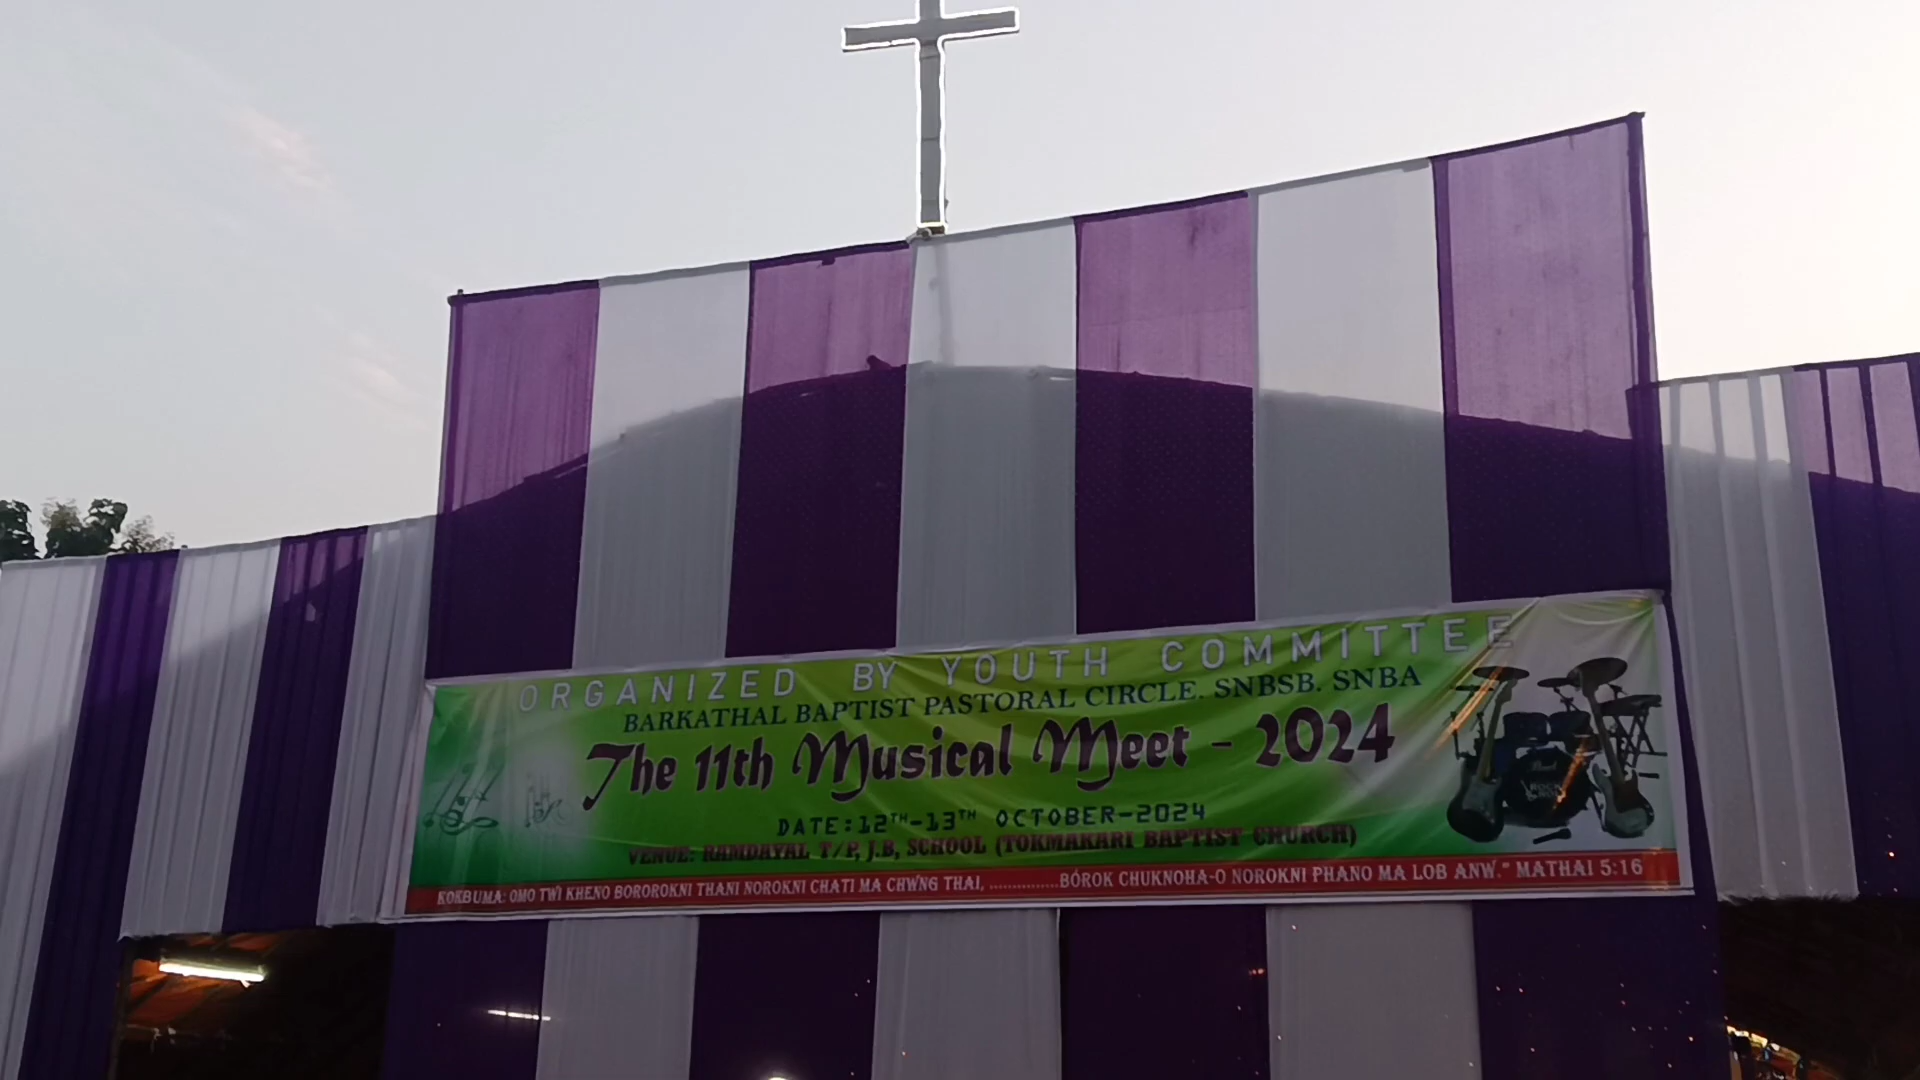 ORGANIZED BY YOUTH COMMITTEE
BARKATHAL BAPTIST PASTORAL CIRCLE. SNBSB. SNBA
The 11th Musical Meet - 2024
DATE:12TH-13TH OCTOBER-2024
VENUE: RAMDAYAL T/P, J.B, SCHOOL (TOKMAKARI BAPTIST CHURCH)
KOKBUMA: OMO TWI KHENO BOROROKNI THANI NOROKNI CHATI MA CHWNG THAI, ...............BOROK CHUKNOHA-O NOROKNI PHANO MA LOB ANW." MATHAI 5:16